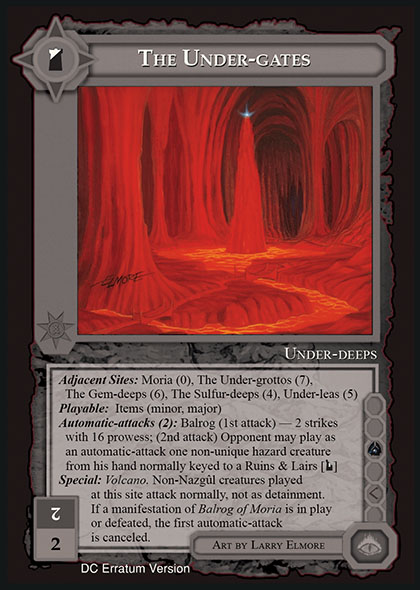 The Under-gates
ELMORE
Under-deeps
Adjacent Sites: Moria (0), The Under-grottos (7),
The Gem-deeps (6), The Sulfur-deeps (4), Under-leas (5)
Playable: Items (minor, major)
Automatic-attacks (2): Balrog (1st attack) — 2 strikes
with 16 prowess; (2nd attack) Opponent may play as
an automatic-attack one non-unique hazard creature
from his hand normally keyed to a Ruins & Lairs []
Special: Volcano. Non-Nazgûl creatures played
at this site attack normally, not as detainment.
If a manifestation of Balrog of Moria is in play
or defeated, the first automatic-attack
is canceled.
2
2
Art by Larry Elmore
DC Erratum Version